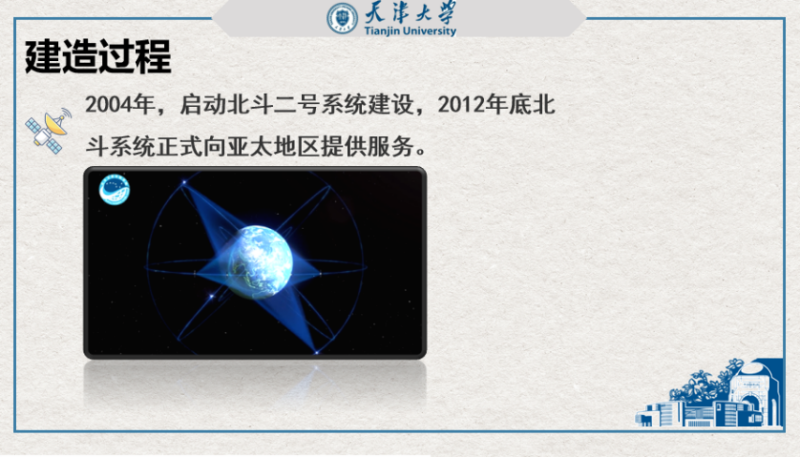 天津大学
Tianjin University
建造过程
2004年，启动北斗二号系统建设，2012年底北
斗系统正式向亚太地区提供服务。